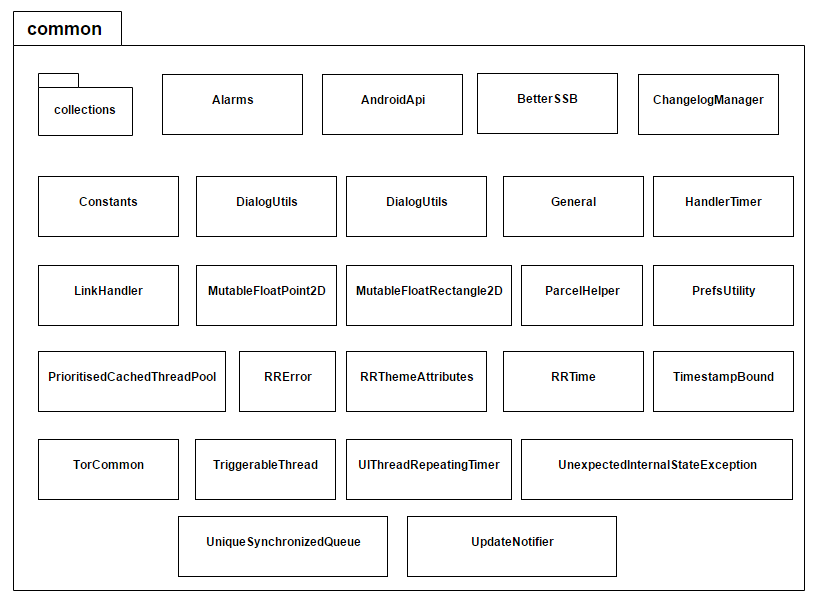 common
collections
Alarms
AndroidApi
BetterSSB
ChangelogManager
Constants
DialogUtils
DialogUtils
General
HandlerTimer
LinkHandler
MutableFloatPoint2D
MutableFloatRectangle2D
ParcelHelper
PrefsUtility
PrioritisedCachedThreadPool
RRError
RRThemeAttributes
RRTime
TimestampBound
TorCommon
TriggerableThread
UIThreadRepeatingTimer
UnexpectedInternalStateException
UniqueSynchronizedQueue
UpdateNotifier